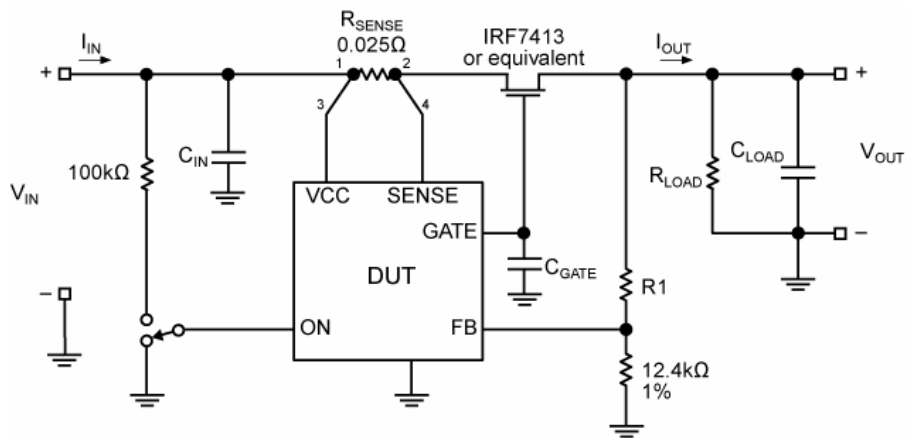 I_IN
R_SENSE
0.025Ω
IRF7413
or equivalent
I_OUT
+
1
2
+
3
4
100kΩ
C_IN
V_IN
VCC
SENSE
GATE
DUT
C_GATE
R_LOAD
C_LOAD
V_OUT
–
–
R1
ON
FB
12.4kΩ
1%